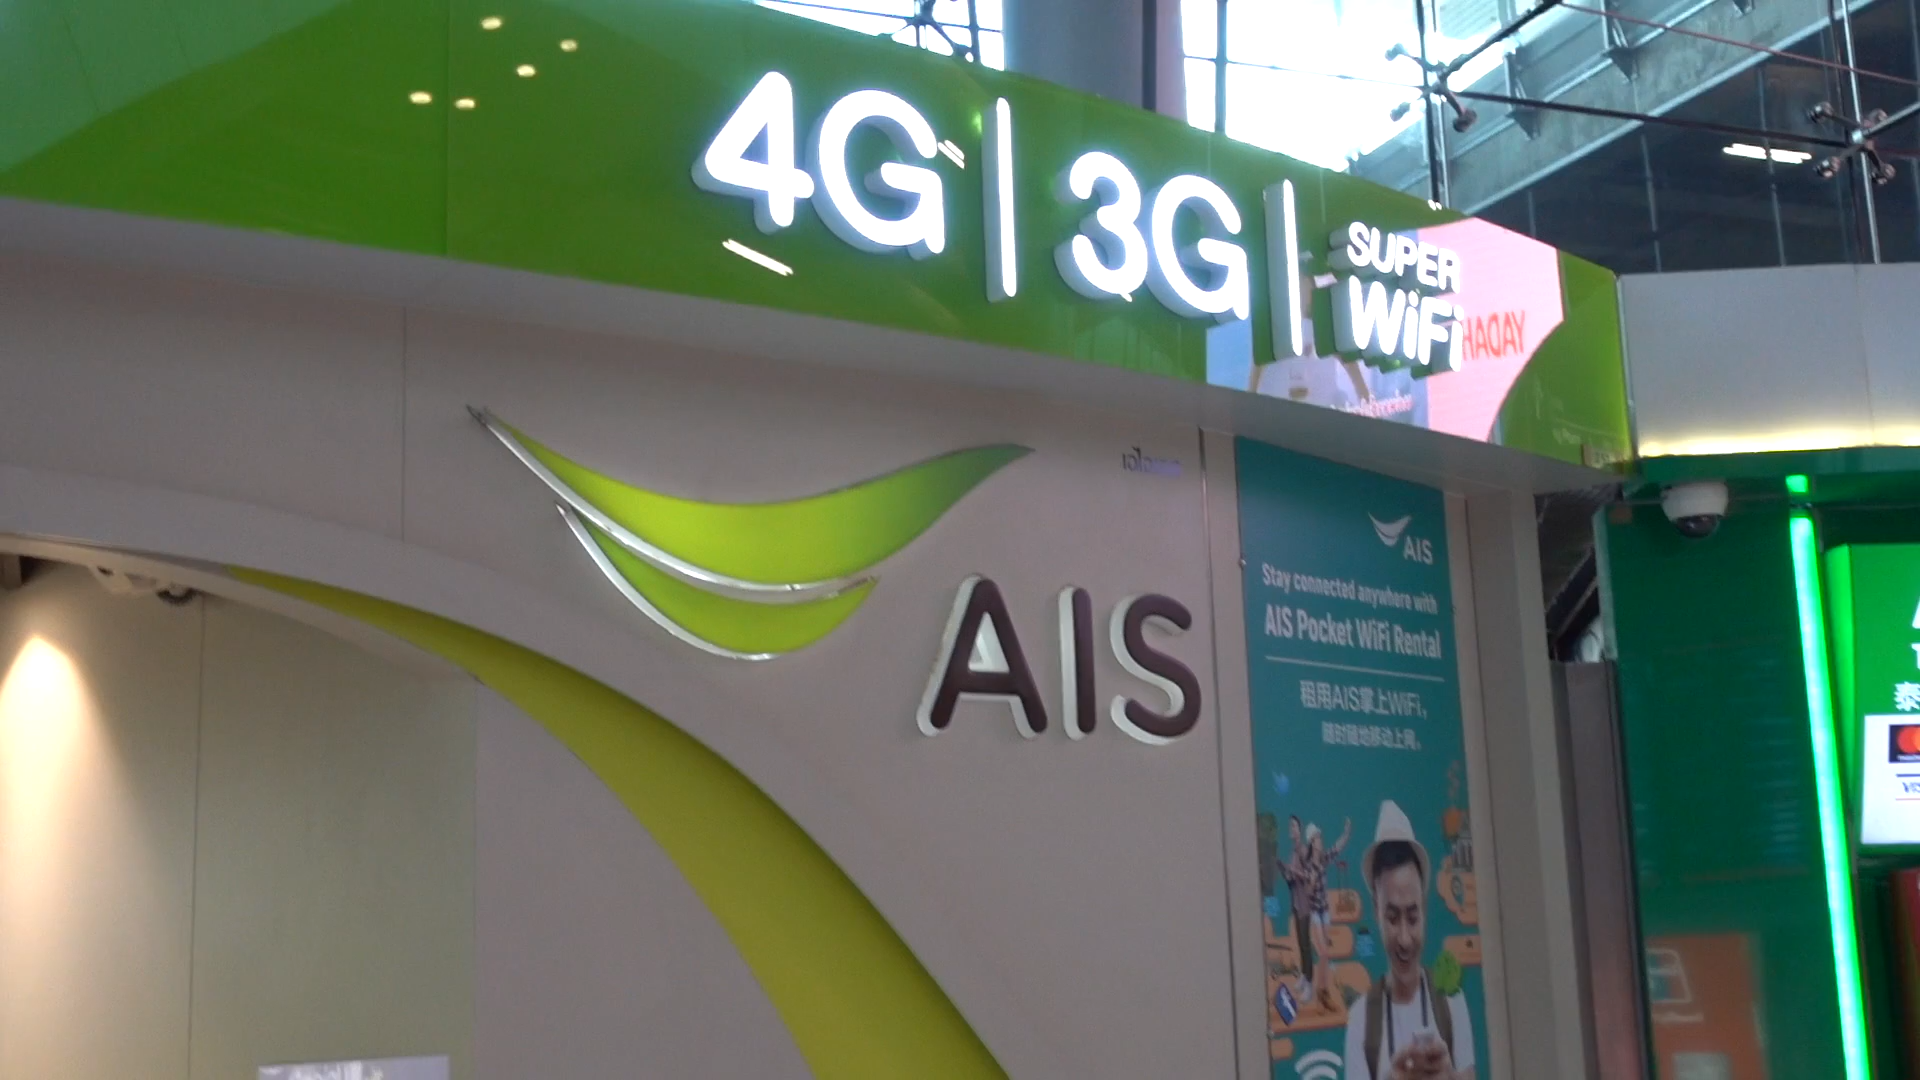 4G | 3G | SUPER WiFi
AIS
AIS
Stay connected anywhere with
AIS Pocket WiFi Rental
租用AIS掌上WiFi,
随时随地移动上网。